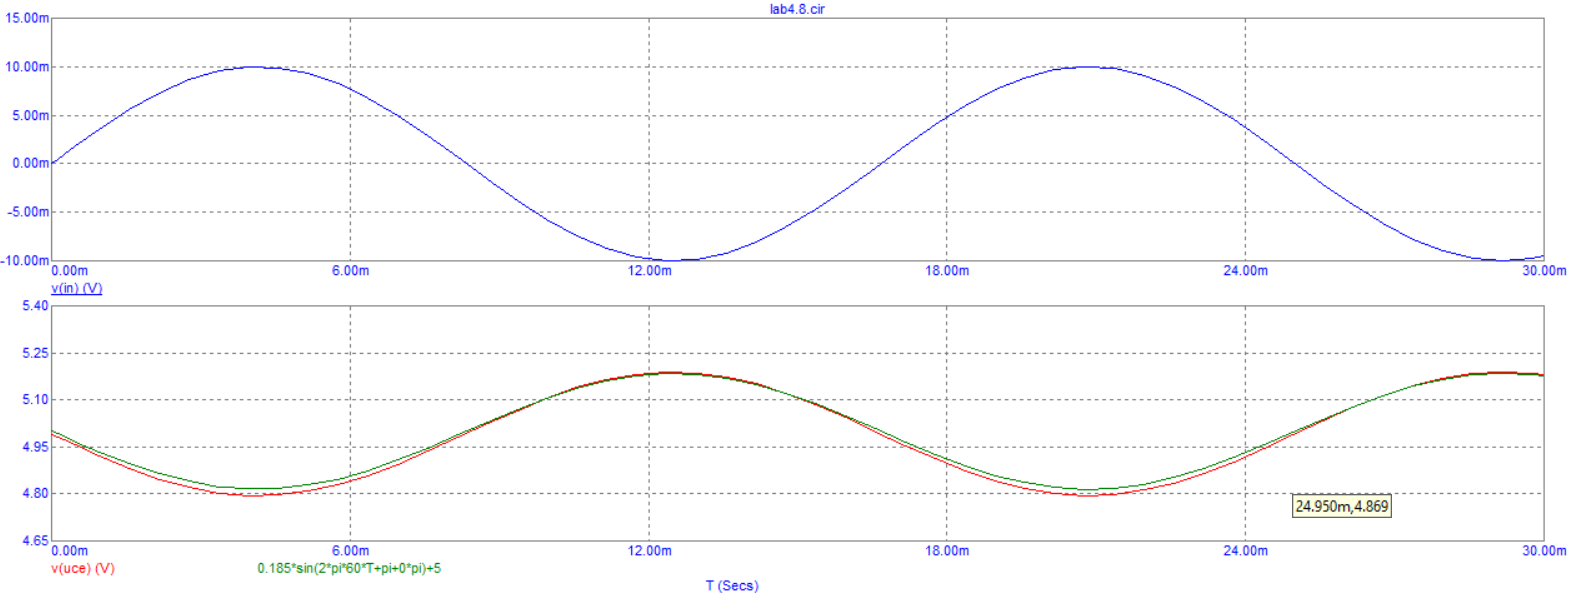 lab4.8.cir
15.00m
10.00m
5.00m
0.00m
-5.00m
-10.00m
0.00m 6.00m 12.00m 18.00m 24.00m 30.00m
v(in) (V)
5.40
5.25
5.10
4.95
4.80
24.950m,4.869
4.65
0.00m 6.00m 12.00m 18.00m 24.00m 30.00m
v(uce) (V) 0.185*sin(2*pi*60*T+pi+0*pi)+5
T (Secs)